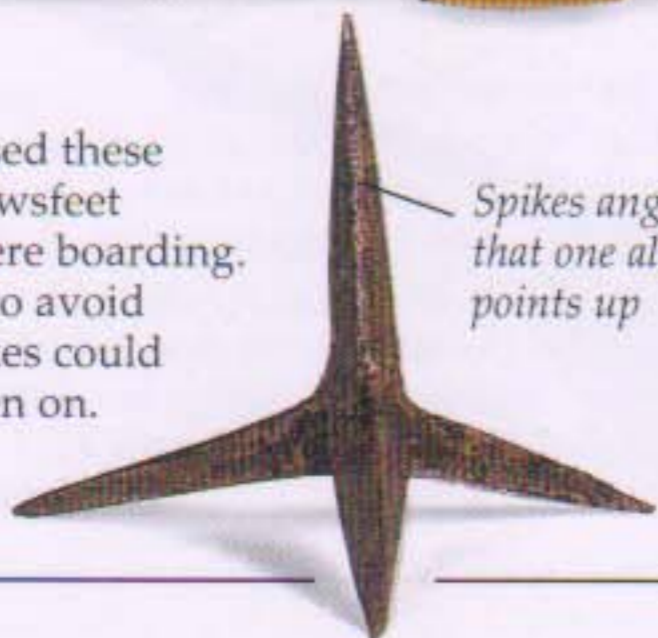 ed these
wsfeet
ere boarding.
o avoid
es could
n on.
Spikes ang
that one al
points up